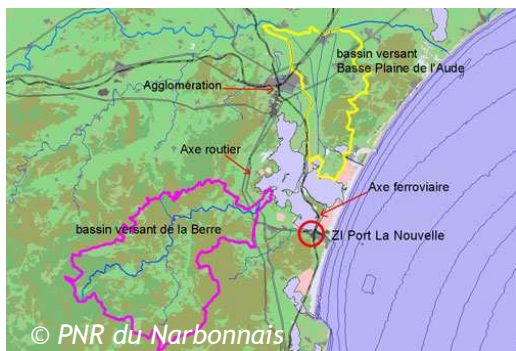 bassin versant
Basse Plaine de l'Aude
Agglomération
Axe routier
Axe ferroviaire
bassin versant de la Berre
ZI Port La Nouvelle
© PNR du Narbonnais